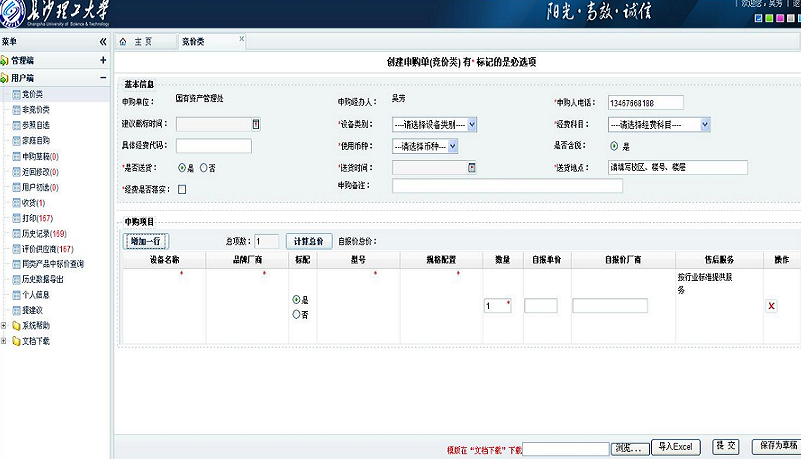 长沙理工大学
Changsha University of Science & Technology
阳光·高效·诚信
菜单
管理端
用户端
竞价类
非竞价类
参照自选
家庭自购
申购草稿(0)
返回修改(0)
用户初选(0)
收货(1)
打印(167)
历史记录(169)
评价供应商(167)
同类产品中标价查询
历史数据导出
个人信息
提建议
系统帮助
文档下载
主 页
竞价类
创建申购单(竞价类) 有*标记的是必选项
基本信息
申购单位: 国有资产管理处 申购经办人: 吴芳 *申购人电话: 13467668188
建议截标时间: *设备类别: ----请选择设备类别---- *经费科目: ----请选择经费科目----
具体经费代码: *使用币种: ---请选择币种--- 是否含税: 是
*是否送货: 是 否 *送货时间: *送货地点: 请填写校区、楼号、楼层
*经费是否落实: 申购备注:
申购项目
增加一行 总项数: 1 计算总价 自报价总价:
设备名称 品牌厂商 标配 型号 规格配置 数量 自报单价 自报价厂商 售后服务 操作
* * 是 否 * * 1 * 按行业标准提供服务 X
模版在“文档下载”下载 浏览... 导入Excel 提 交 保存为草稿